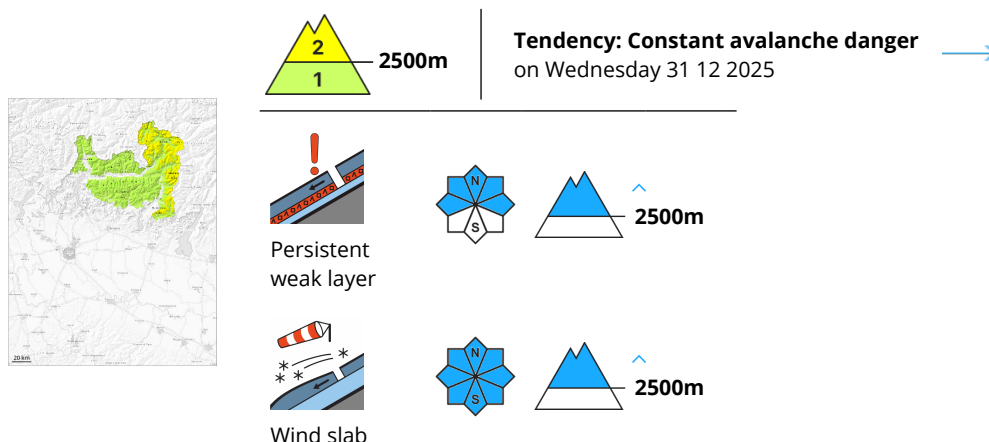 2
1
2500m
Tendency: Constant avalanche danger
on Wednesday 31 12 2025
20 km
N
S
2500m
Persistent
weak layer
N
S
2500m
Wind slab